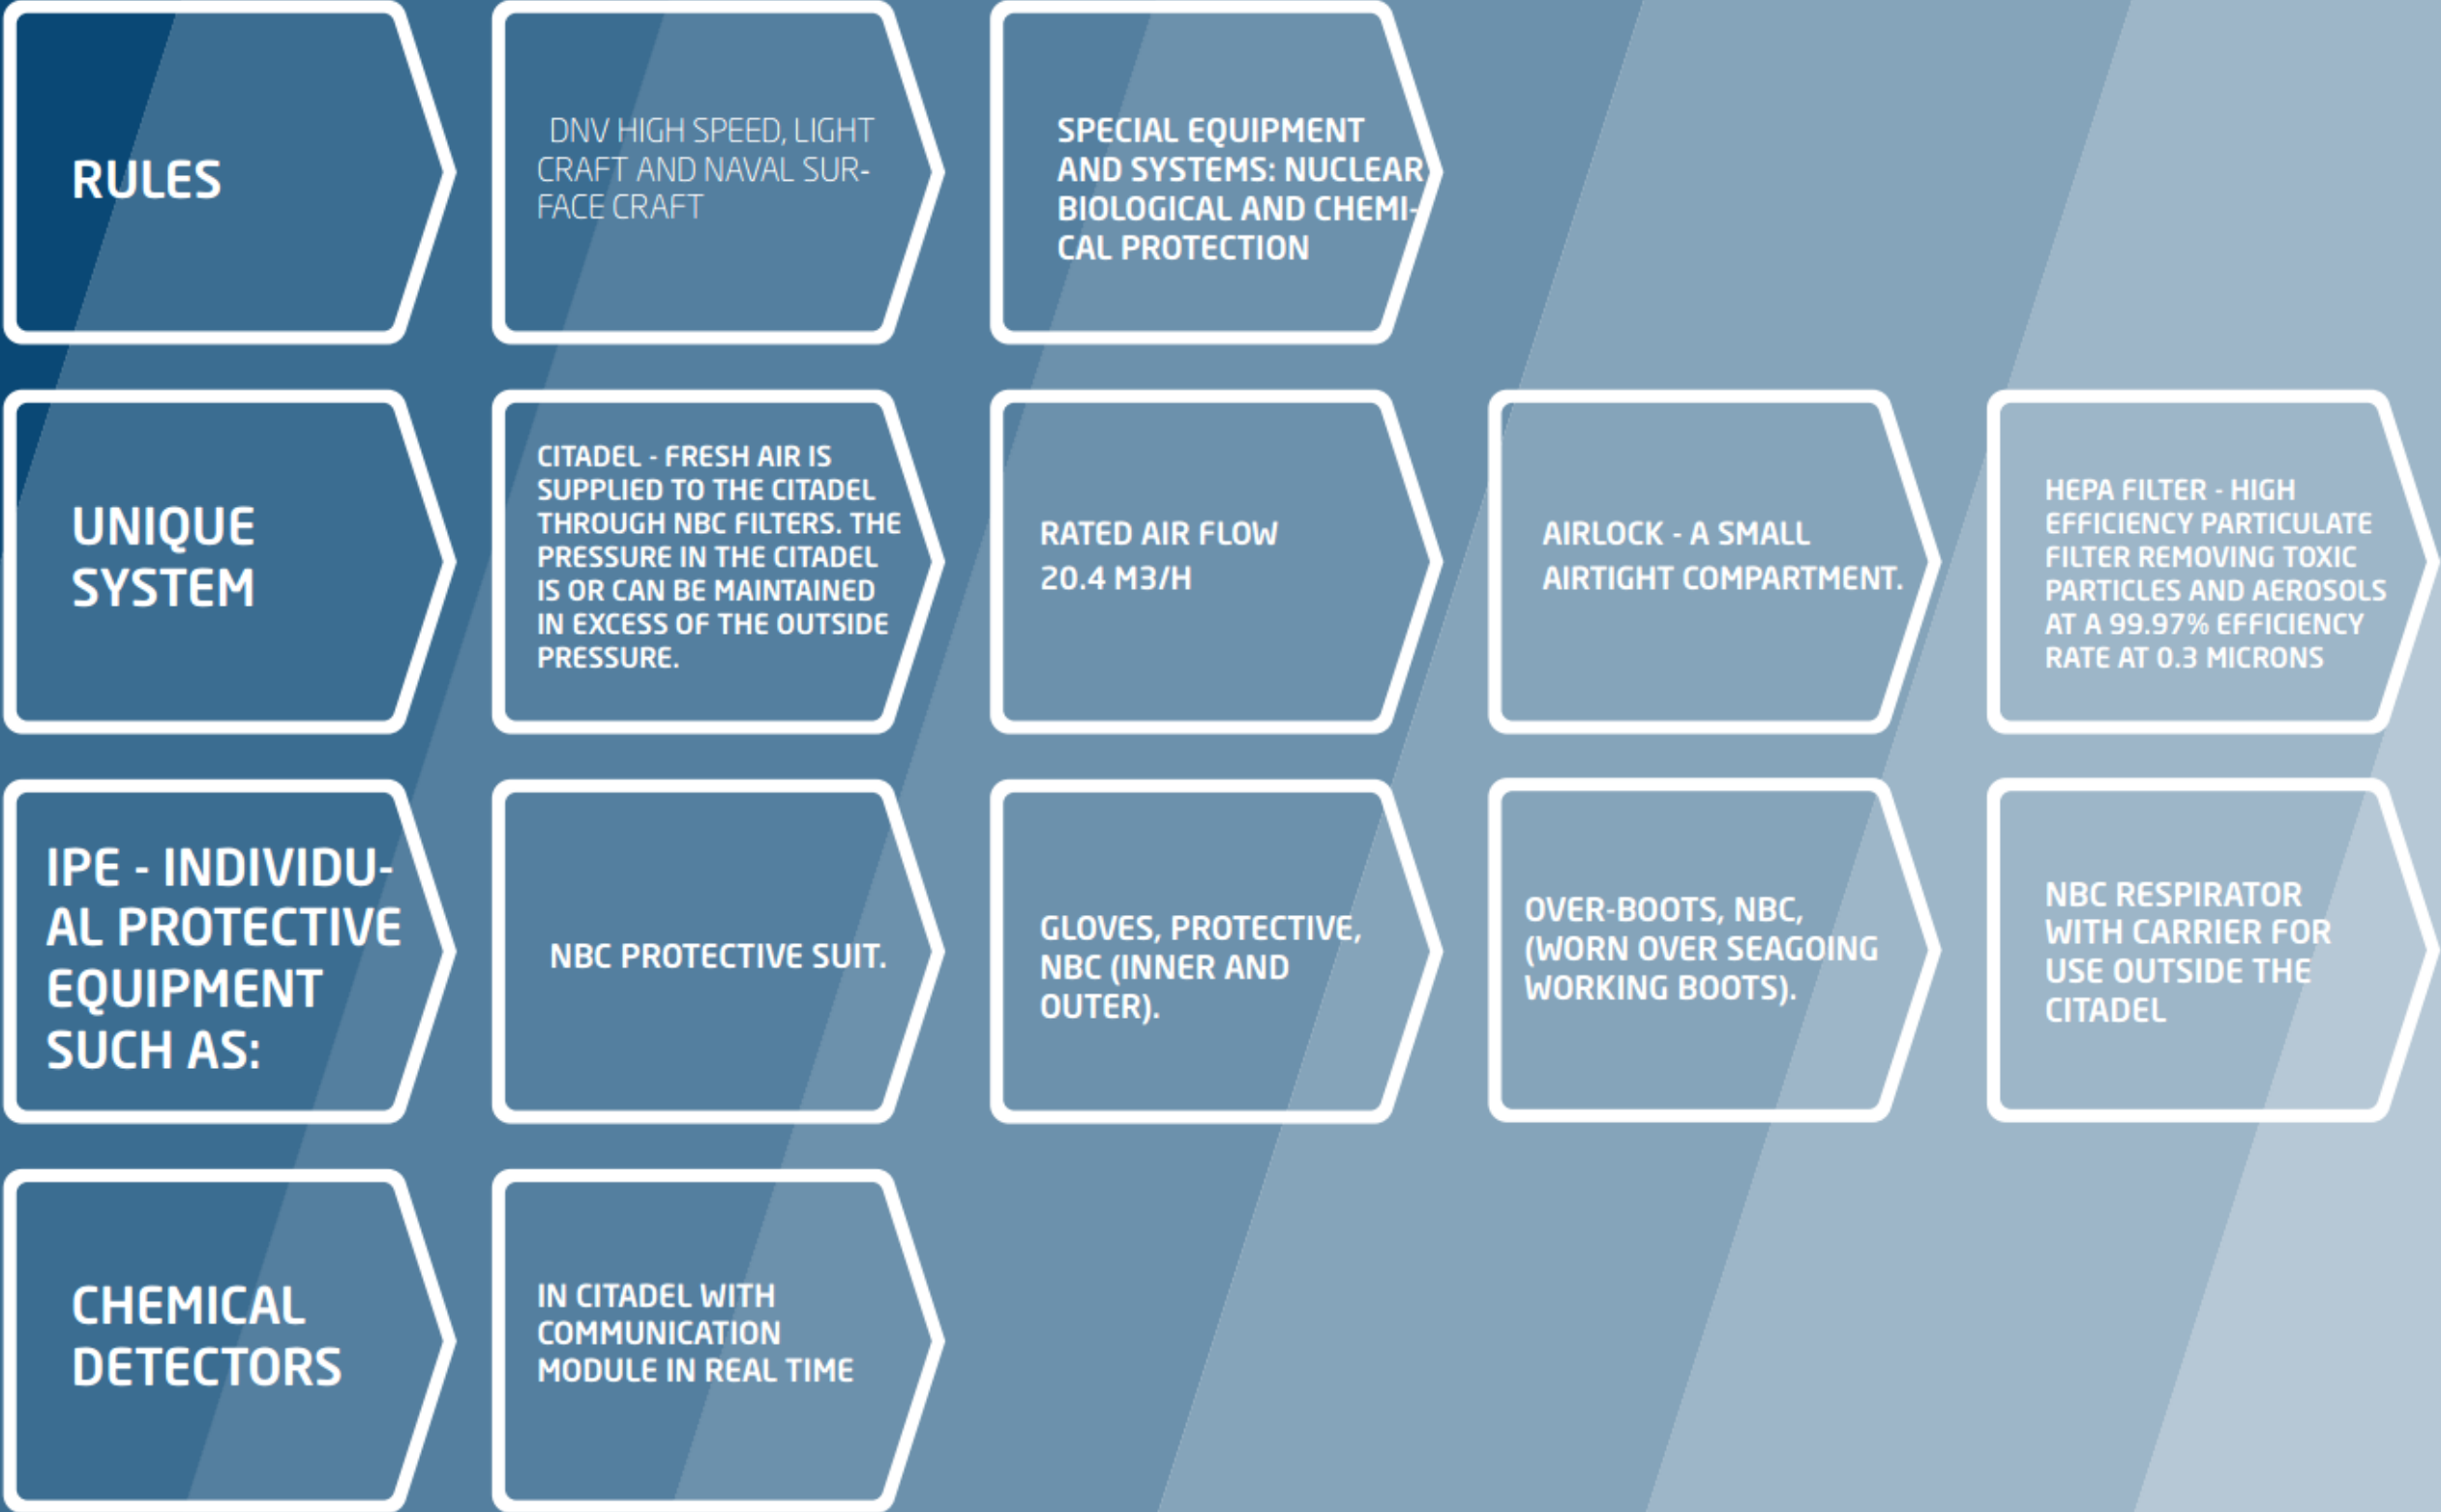 RULES
DNV HIGH SPEED, LIGHT
CRAFT AND NAVAL SUR-
FACE CRAFT
SPECIAL EQUIPMENT
AND SYSTEMS: NUCLEAR
BIOLOGICAL AND CHEMI-
CAL PROTECTION
UNIQUE
SYSTEM
CITADEL - FRESH AIR IS
SUPPLIED TO THE CITADEL
THROUGH NBC FILTERS. THE
PRESSURE IN THE CITADEL
IS OR CAN BE MAINTAINED
IN EXCESS OF THE OUTSIDE
PRESSURE.
RATED AIR FLOW
20.4 M3/H
AIRLOCK - A SMALL
AIRTIGHT COMPARTMENT.
HEPA FILTER - HIGH
EFFICIENCY PARTICULATE
FILTER REMOVING TOXIC
PARTICLES AND AEROSOLS
AT A 99.97% EFFICIENCY
RATE AT 0.3 MICRONS
IPE - INDIVIDU-
AL PROTECTIVE
EQUIPMENT
SUCH AS:
NBC PROTECTIVE SUIT.
GLOVES, PROTECTIVE,
NBC (INNER AND
OUTER).
OVER-BOOTS, NBC,
(WORN OVER SEAGOING
WORKING BOOTS).
NBC RESPIRATOR
WITH CARRIER FOR
USE OUTSIDE THE
CITADEL
CHEMICAL
DETECTORS
IN CITADEL WITH
COMMUNICATION
MODULE IN REAL TIME